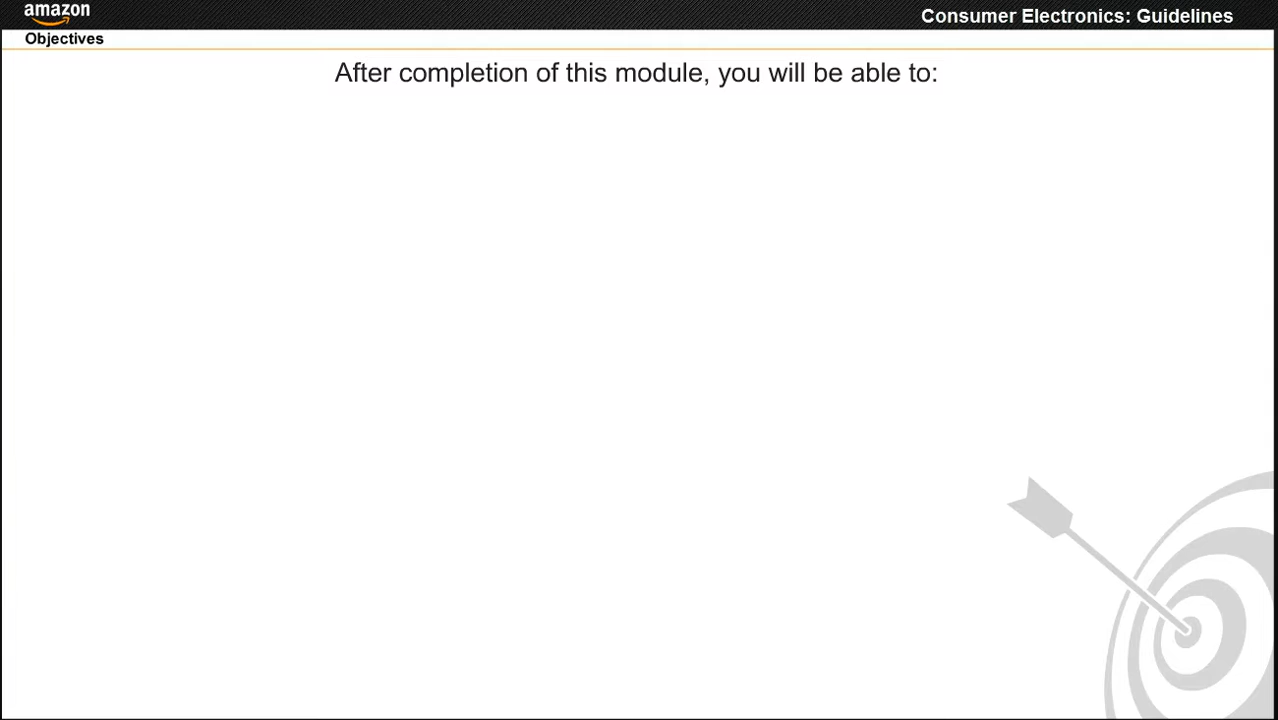 amazon
Consumer Electronics: Guidelines
Objectives
After completion of this module, you will be able to: